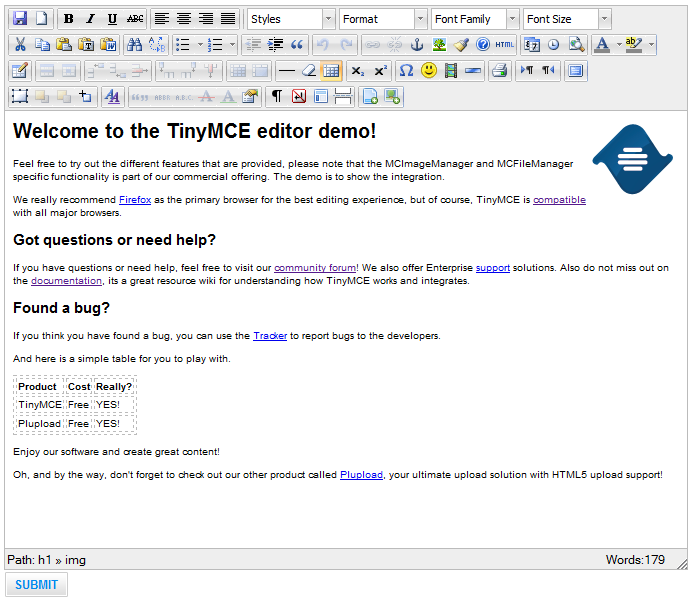 B I U ABC Styles Format Font Family Font Size
HTML A ab
x₂ x²
AA ABBR A.B.C. A A
Welcome to the TinyMCE editor demo!
Feel free to try out the different features that are provided, please note that the MCImageManager and MCFileManager
specific functionality is part of our commercial offering. The demo is to show the integration.
We really recommend Firefox as the primary browser for the best editing experience, but of course, TinyMCE is compatible
with all major browsers.
Got questions or need help?
If you have questions or need help, feel free to visit our community forum! We also offer Enterprise support solutions. Also do not miss out on
the documentation, its a great resource wiki for understanding how TinyMCE works and integrates.
Found a bug?
If you think you have found a bug, you can use the Tracker to report bugs to the developers.
And here is a simple table for you to play with.
Product Cost Really?
TinyMCE Free YES!
Plupload Free YES!
Enjoy our software and create great content!
Oh, and by the way, don't forget to check out our other product called Plupload, your ultimate upload solution with HTML5 upload support!
Path: h1 » img Words:179
SUBMIT